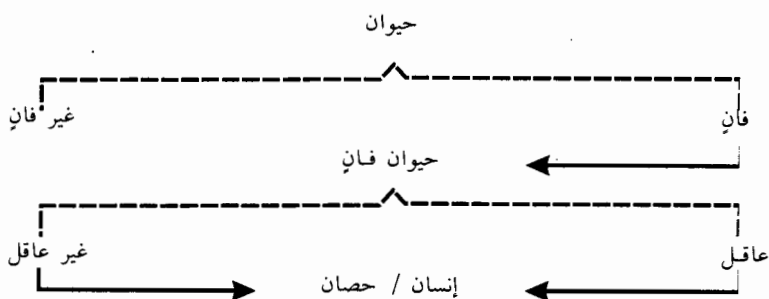 حيوان
فانٍ
غير فانٍ
حيوان فانٍ
عاقل
غير عاقل
إنسان / حصان